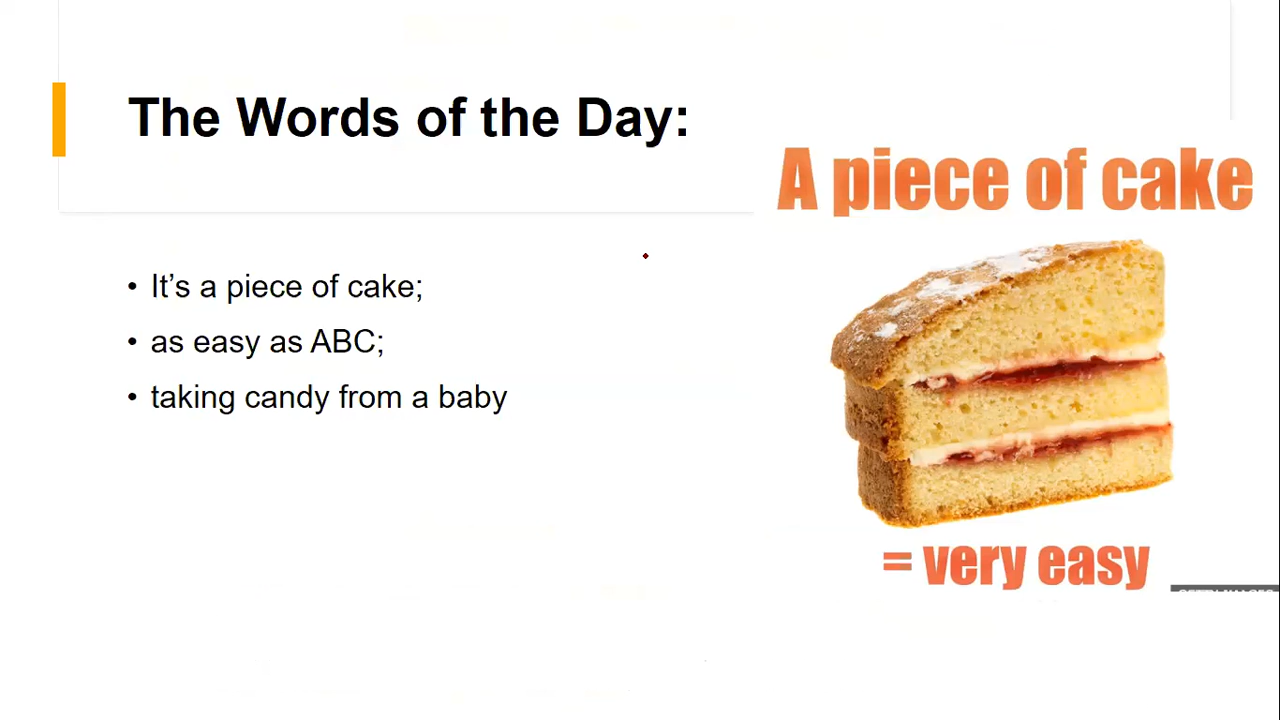 The Words of the Day:
A piece of cake
• It’s a piece of cake;
• as easy as ABC;
• taking candy from a baby
= very easy